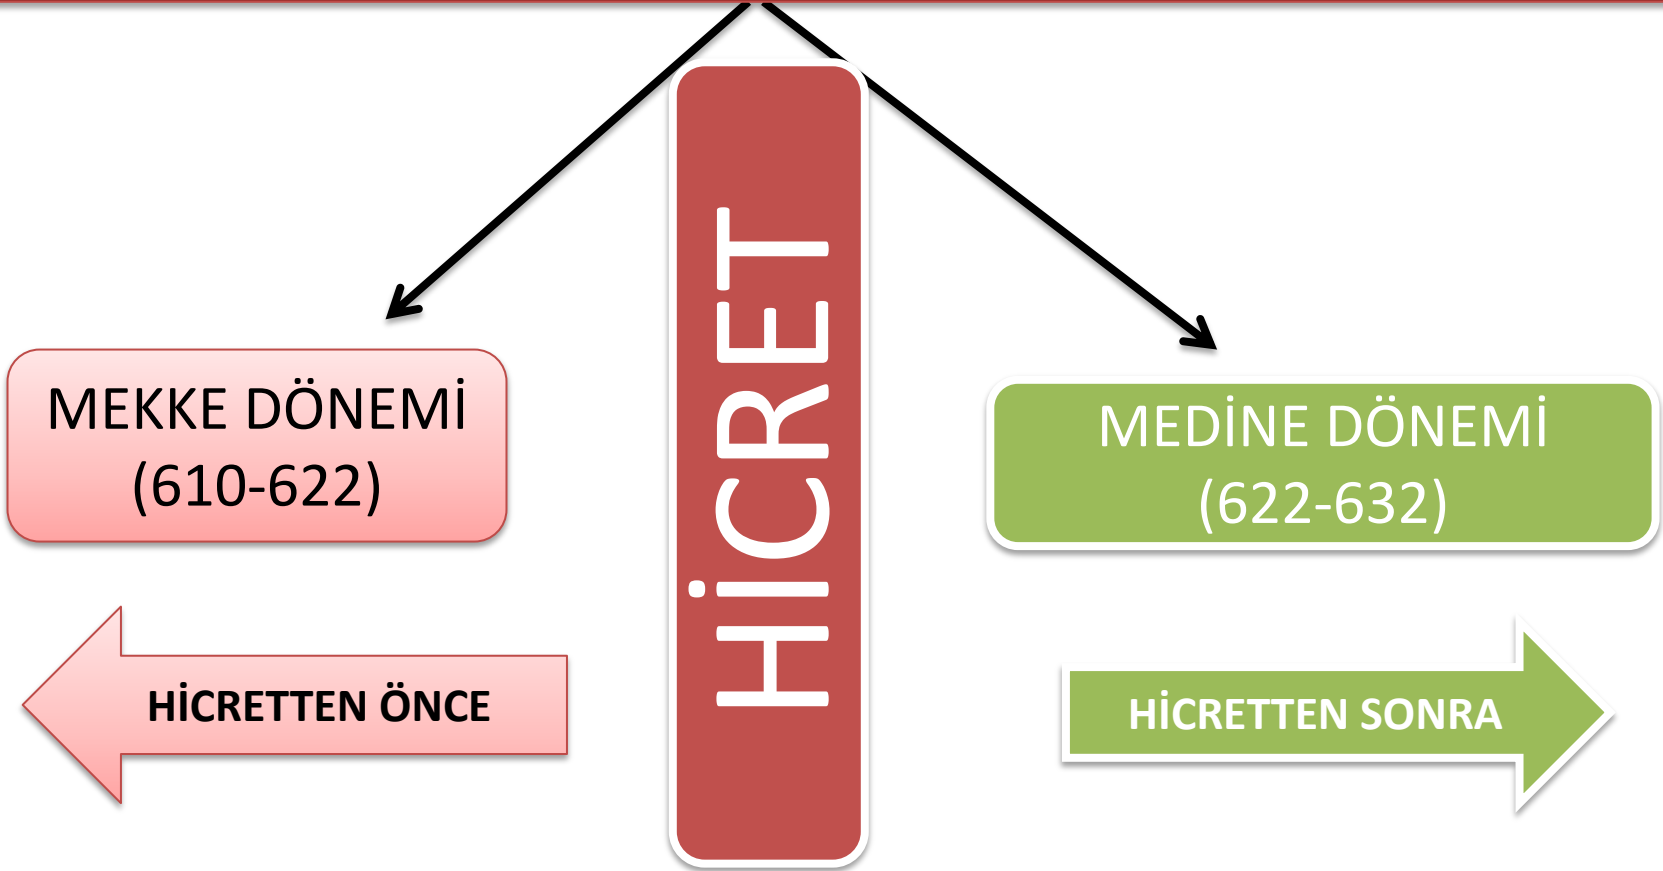 HİCRET
MEKKE DÖNEMİ
(610-622)
MEDİNE DÖNEMİ
(622-632)
HİCRETTEN ÖNCE
HİCRETTEN SONRA